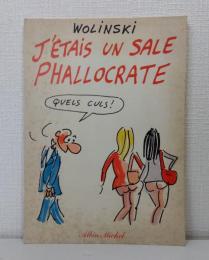 WOLINSKI
J'ÉTAIS UN SALE
PHALLOCRATE
QUELS CULS!
Albin Michel